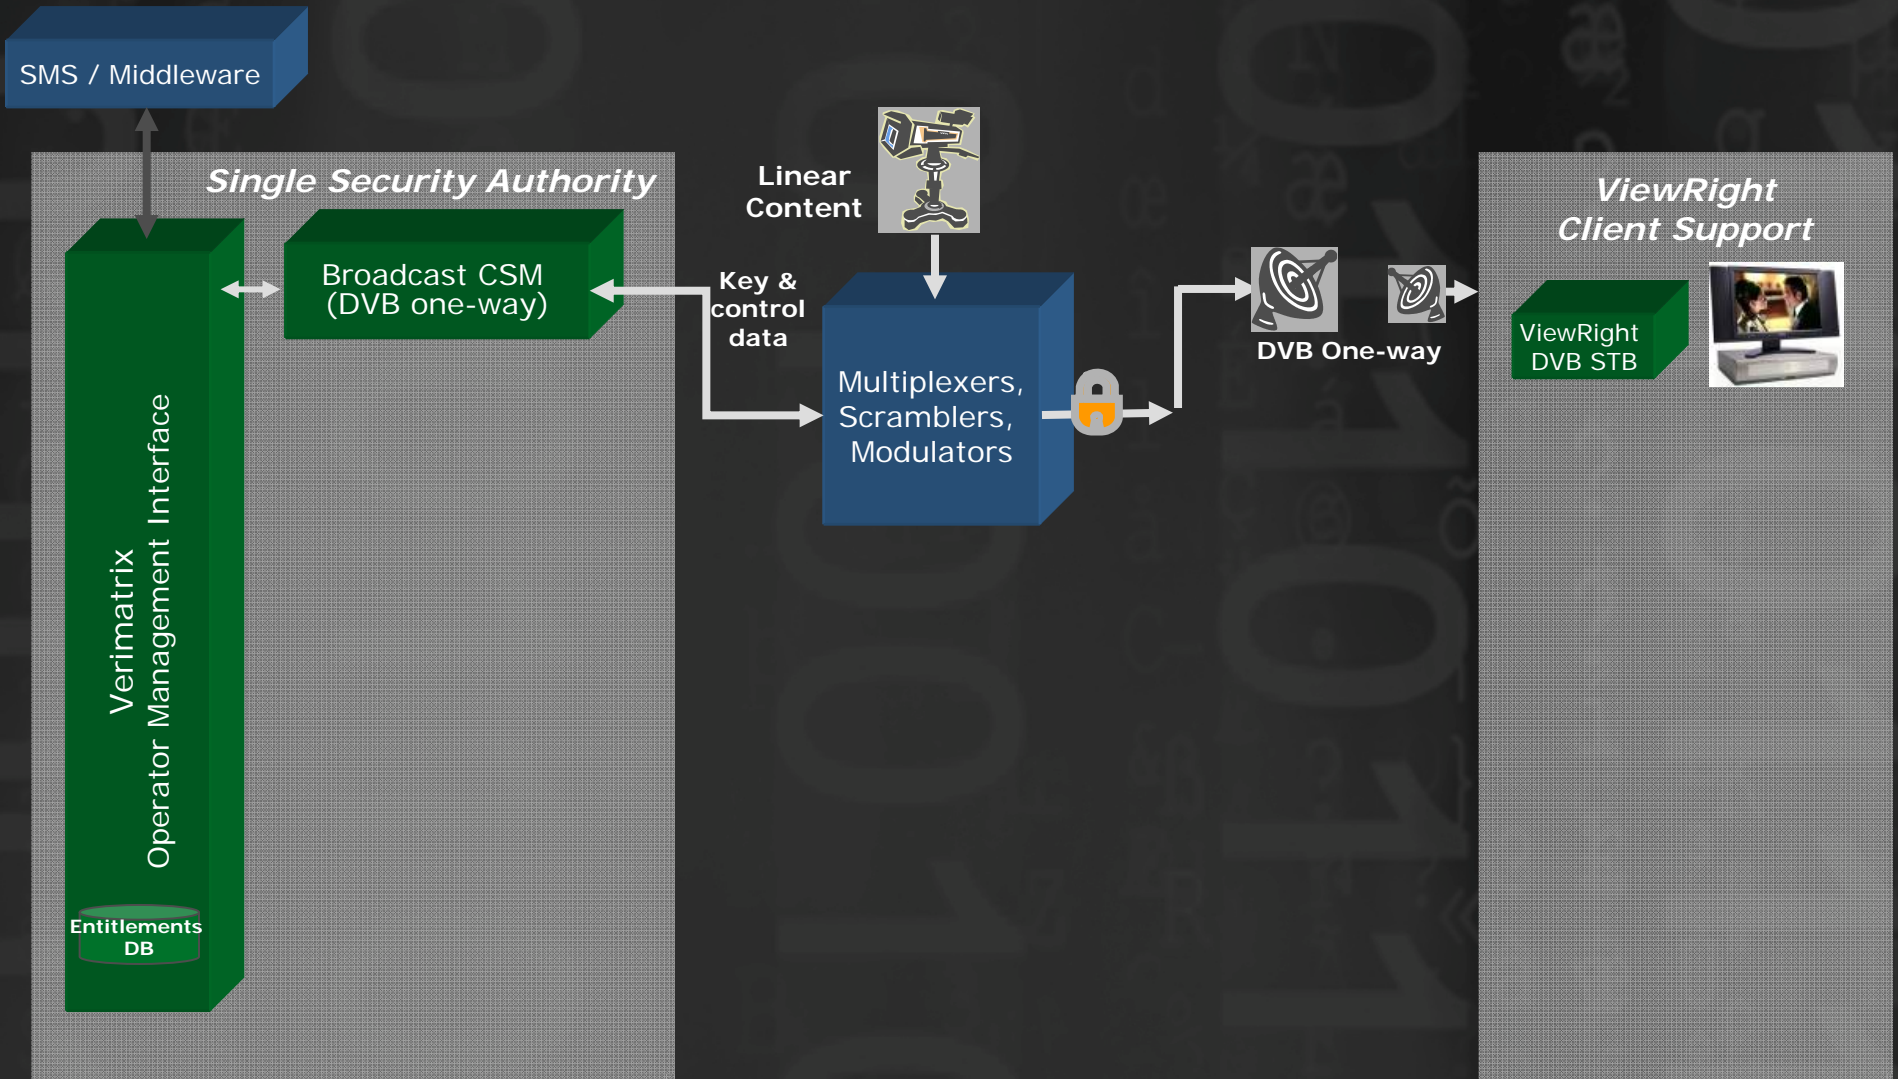 SMS / Middleware
Single Security Authority
Broadcast CSM
(DVB one-way)
Verimatrix
Operator Management Interface
Entitlements
DB
Linear
Content
Key &
control
data
Multiplexers,
Scramblers,
Modulators
DVB One-way
ViewRight
Client Support
ViewRight
DVB STB